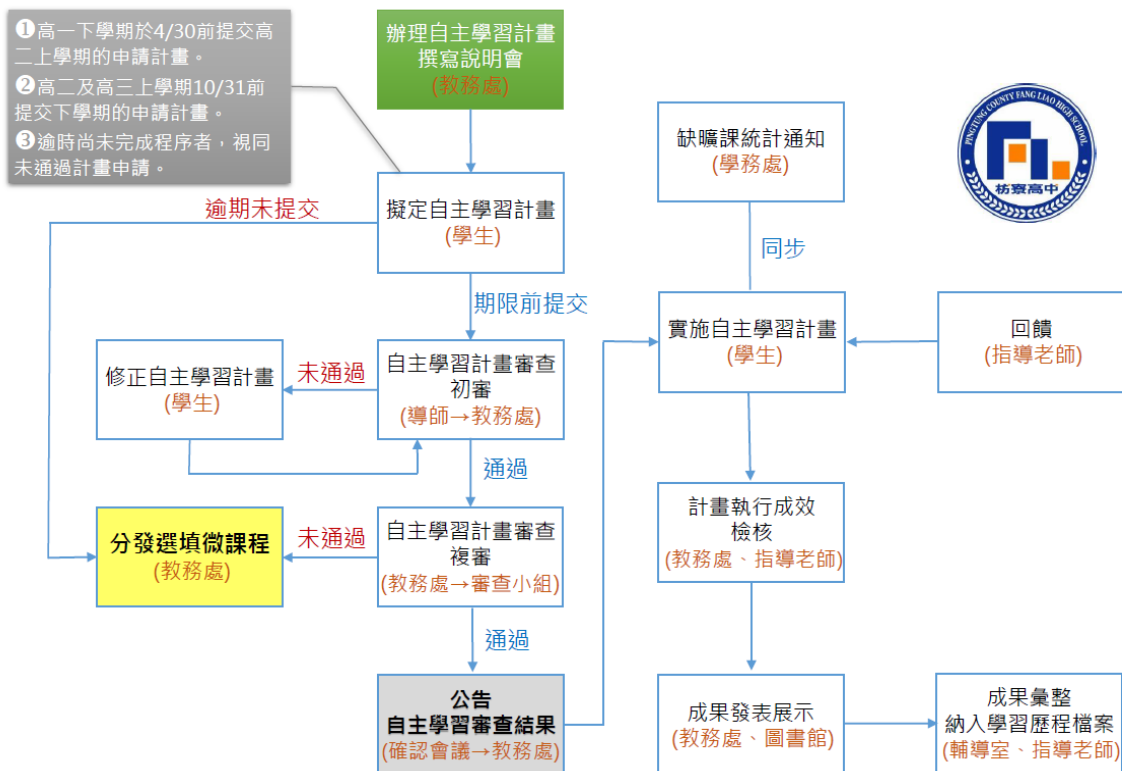 ❶高一下學期於4/30前提交高
二上學期的申請計畫。
❷高二及高三上學期10/31前
提交下學期的申請計畫。
❸逾時尚未完成程序者，視同
未通過計畫申請。
辦理自主學習計畫
撰寫說明會
(教務處)
擬定自主學習計畫
(學生)
逾期未提交
期限前提交
自主學習計畫審查
初審
(導師→教務處)
未通過
修正自主學習計畫
(學生)
通過
自主學習計畫審查
複審
(教務處→審查小組)
未通過
分發選填微課程
(教務處)
通過
公告
自主學習審查結果
(確認會議→教務處)
缺曠課統計通知
(學務處)
同步
實施自主學習計畫
(學生)
回饋
(指導老師)
計畫執行成效
檢核
(教務處、指導老師)
成果發表展示
(教務處、圖書館)
成果彙整
納入學習歷程檔案
(輔導室、指導老師)
PINGTUNG COUNTY FANG LIAO HIGH SCHOOL
枋寮高中